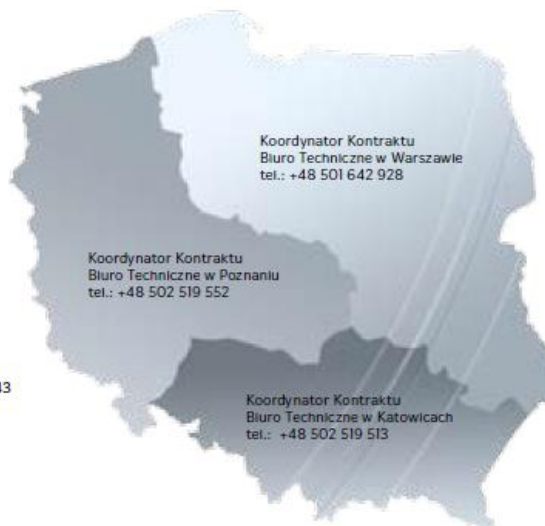 Koordynator Kontraktu
Biuro Techniczne w Warszawie
tel.: +48 501 642 928
Koordynator Kontraktu
Biuro Techniczne w Poznaniu
tel.: +48 502 519 552
Koordynator Kontraktu
Biuro Techniczne w Katowicach
tel.: +48 502 519 513